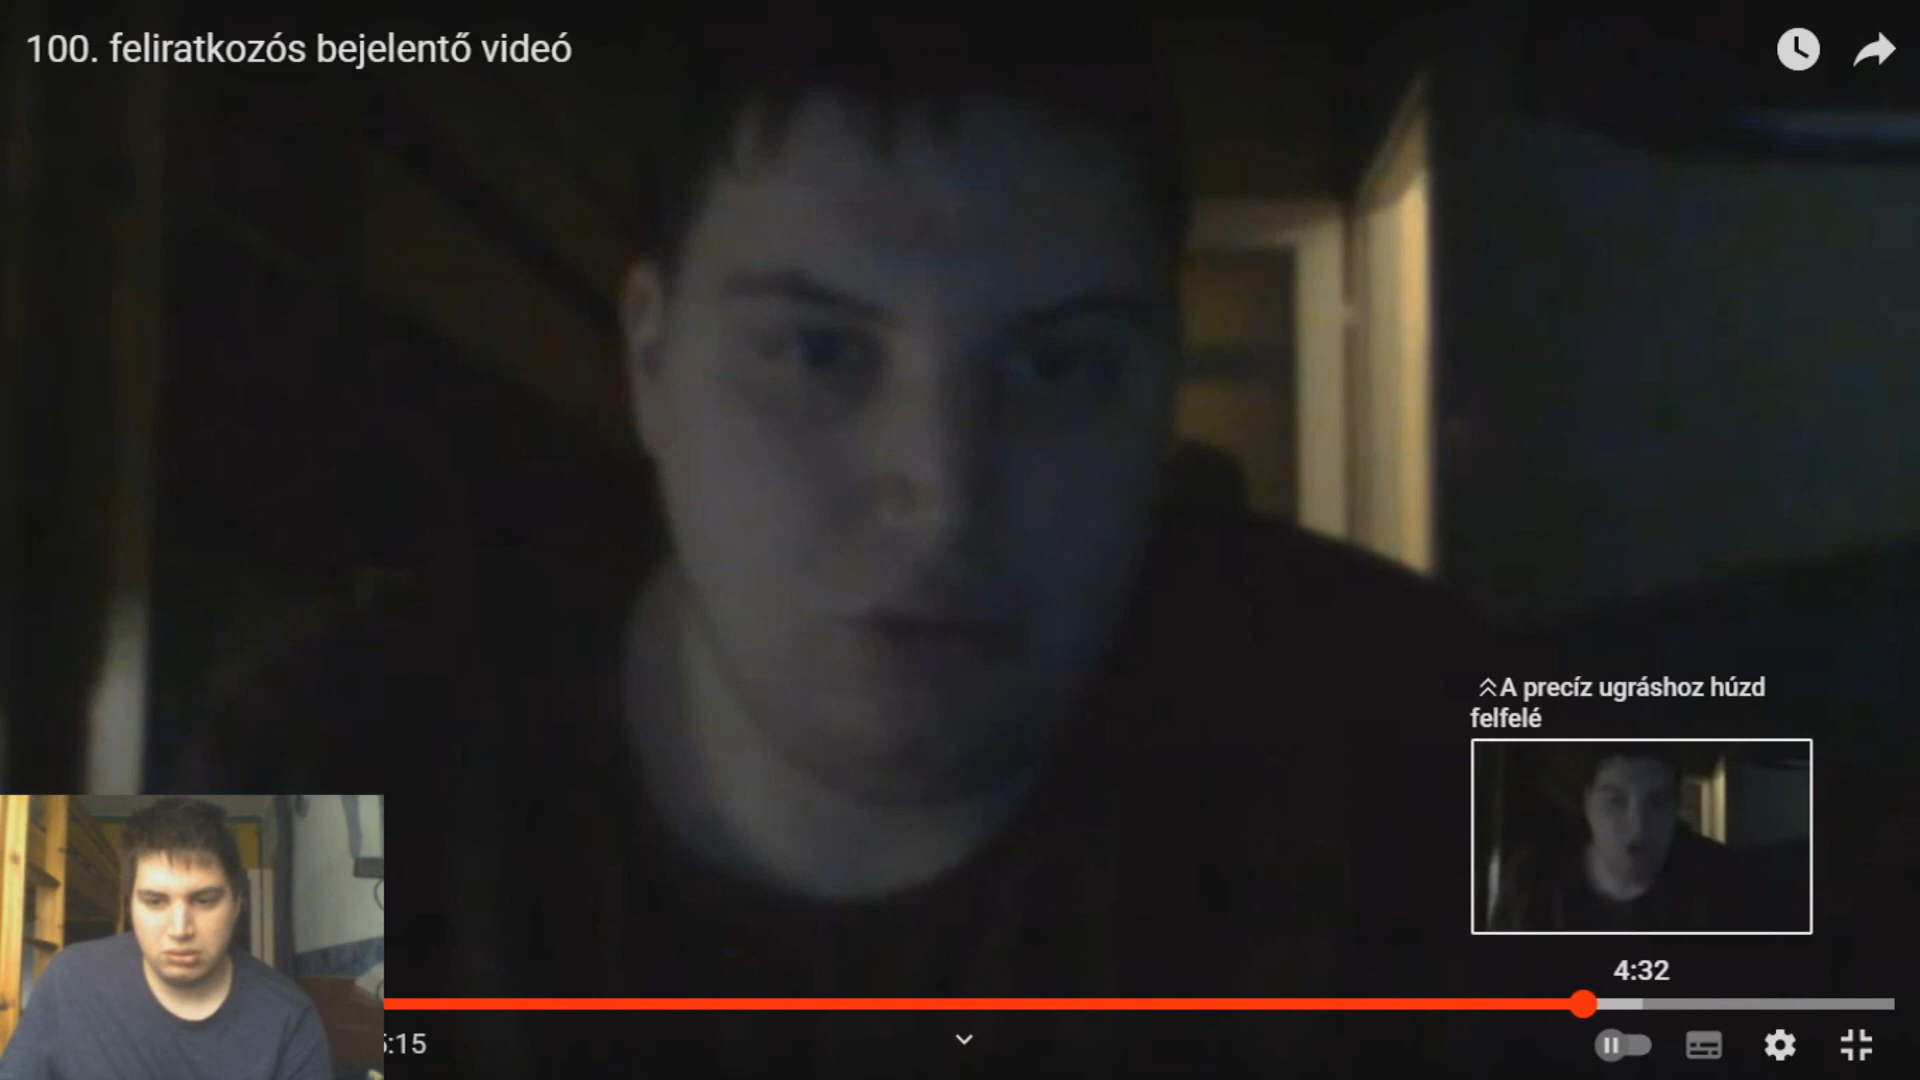 100. feliratkozós bejelentő videó
A precíz ugráshoz húzd
felfelé
4:32
:15